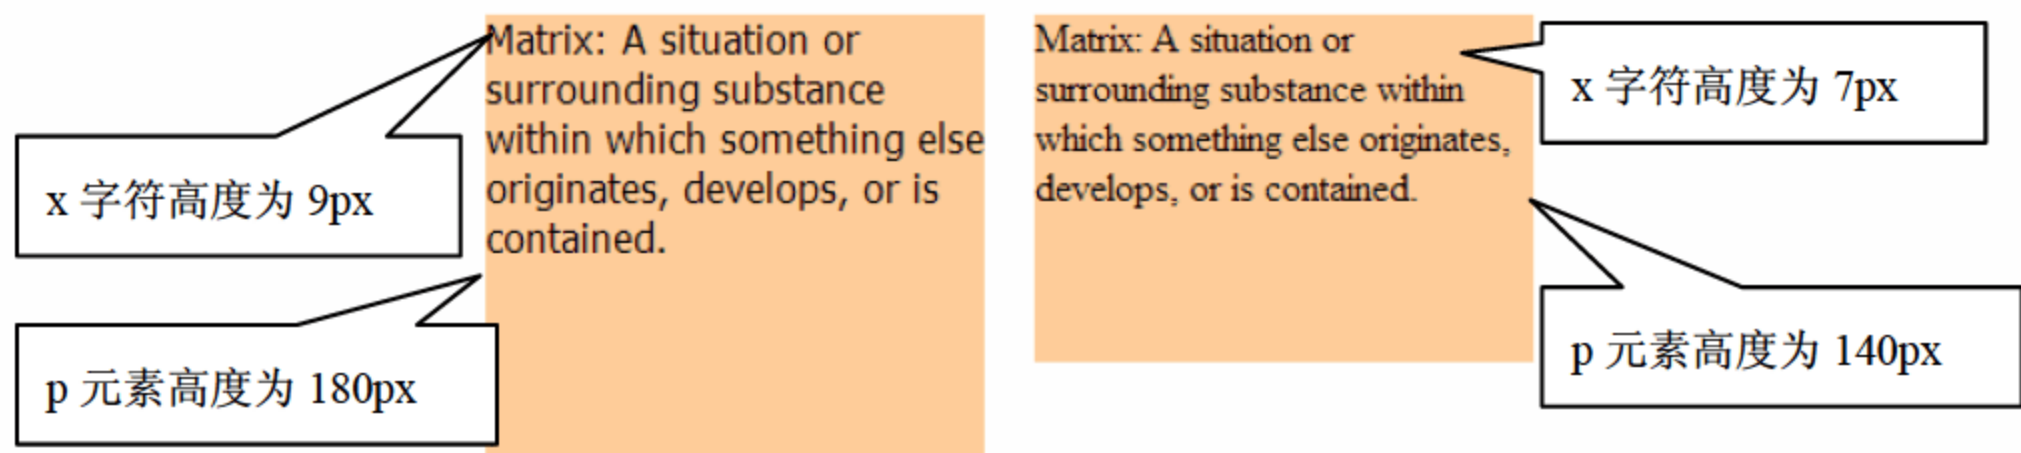 x 字符高度为 9px
p 元素高度为 180px
Matrix: A situation or
surrounding substance
within which something else
originates, develops, or is
contained.
Matrix: A situation or
surrounding substance within
which something else originates,
develops, or is contained.
x 字符高度为 7px
p 元素高度为 140px